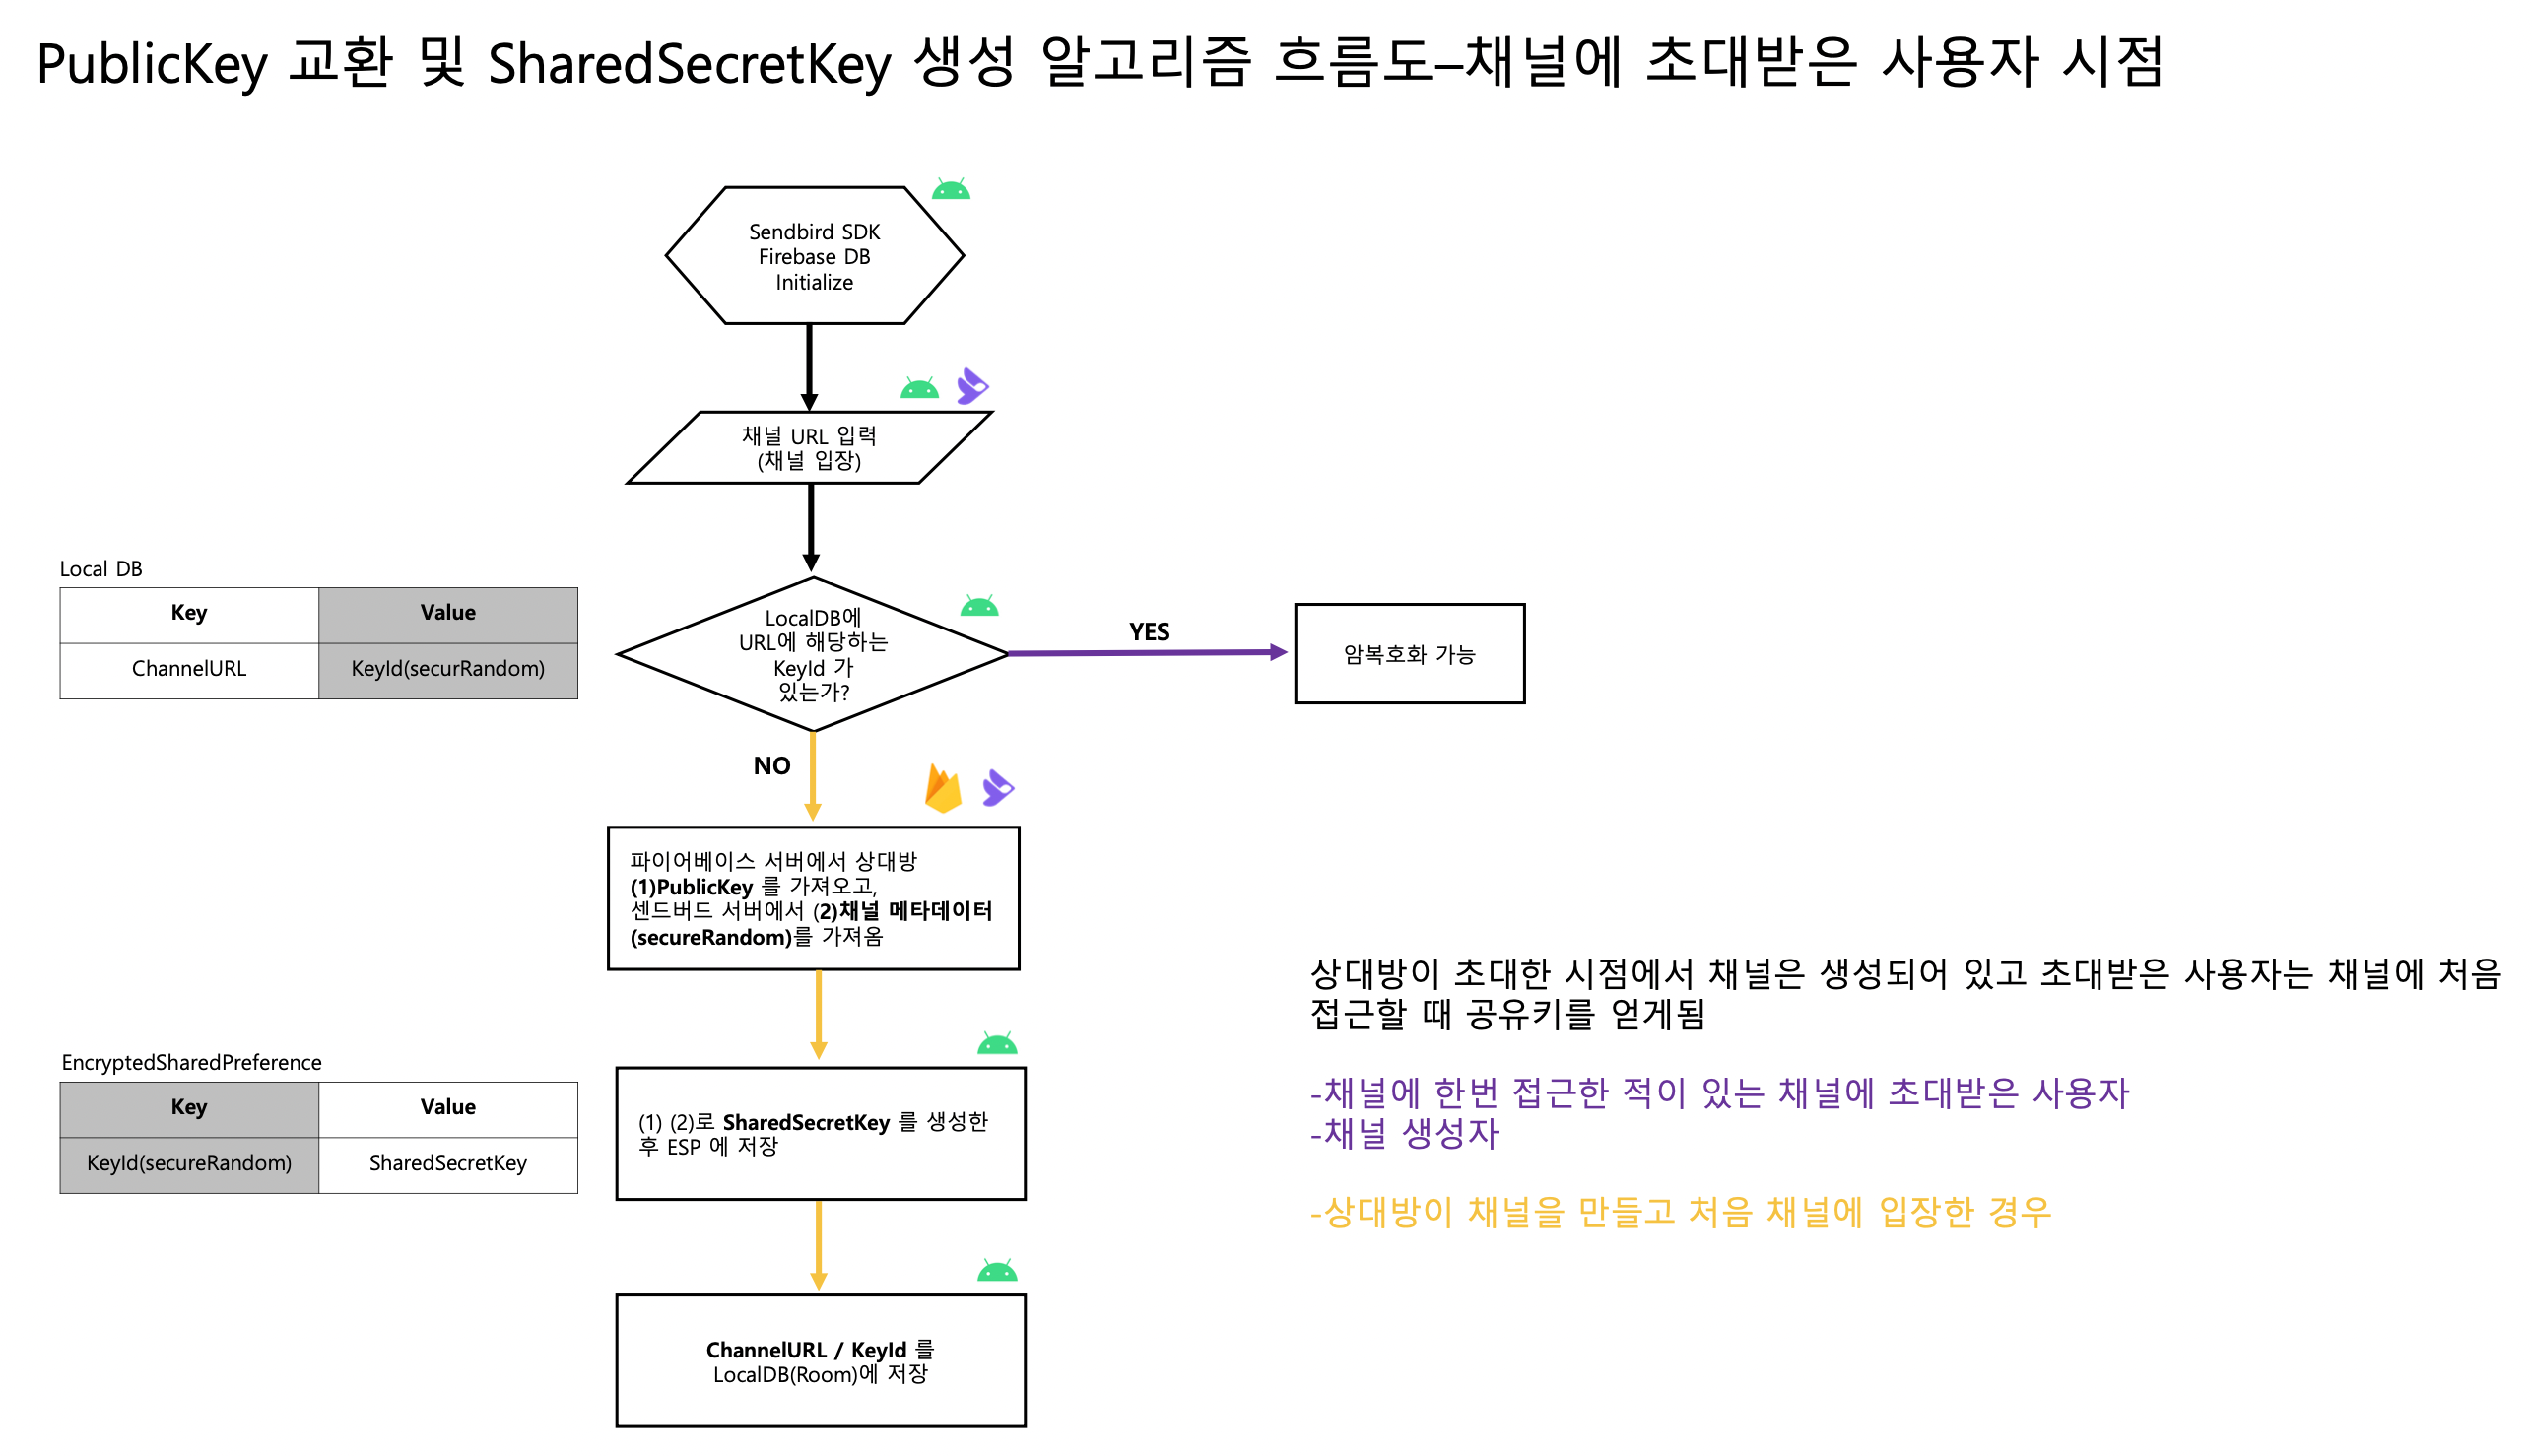 PublicKey 교환 및 SharedSecretKey 생성 알고리즘 흐름도–채널에 초대받은 사용자 시점
Sendbird SDK
Firebase DB
Initialize
채널 URL 입력
(채널 입장)
Local DB
Key Value
ChannelURL KeyId(securRandom)
LocalDB에
URL에 해당하는
KeyId 가
있는가?
YES
암복호화 가능
NO
파이어베이스 서버에서 상대방
(1)PublicKey 를 가져오고,
센드버드 서버에서 (2)채널 메타데이터
(secureRandom)를 가져옴
EncryptedSharedPreference
Key Value
KeyId(secureRandom) SharedSecretKey
(1) (2)로 SharedSecretKey 를 생성한
후 ESP 에 저장
ChannelURL / KeyId 를
LocalDB(Room)에 저장
상대방이 초대한 시점에서 채널은 생성되어 있고 초대받은 사용자는 채널에 처음
접근할 때 공유키를 얻게됨
-채널에 한번 접근한 적이 있는 채널에 초대받은 사용자
-채널 생성자
-상대방이 채널을 만들고 처음 채널에 입장한 경우